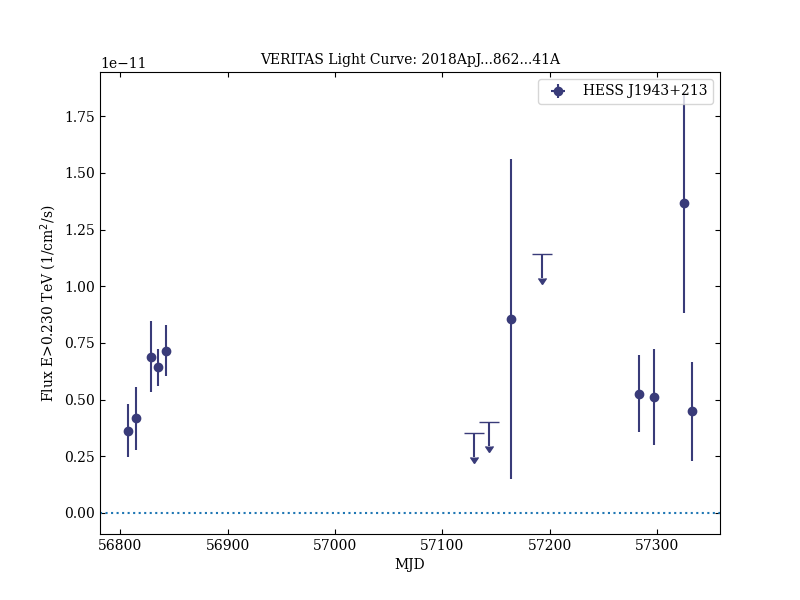 VERITAS Light Curve: 2018ApJ...862...41A
1e−11
HESS J1943+213
1.75
1.50
1.25
1.00
0.75
0.50
0.25
0.00
Flux E>0.230 TeV (1/cm²/s)
56800 56900 57000 57100 57200 57300
MJD